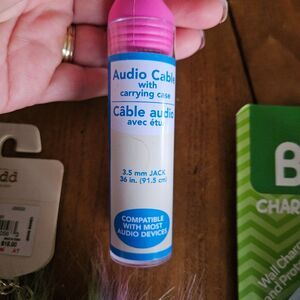 Audio Cable
with
carrying case
Câble audio
avec étu
3.5 mm JACK
36 in. (91.5 cm)
COMPATIBLE
WITH MOST
AUDIO DEVICES
B
CHAR
Wall Char